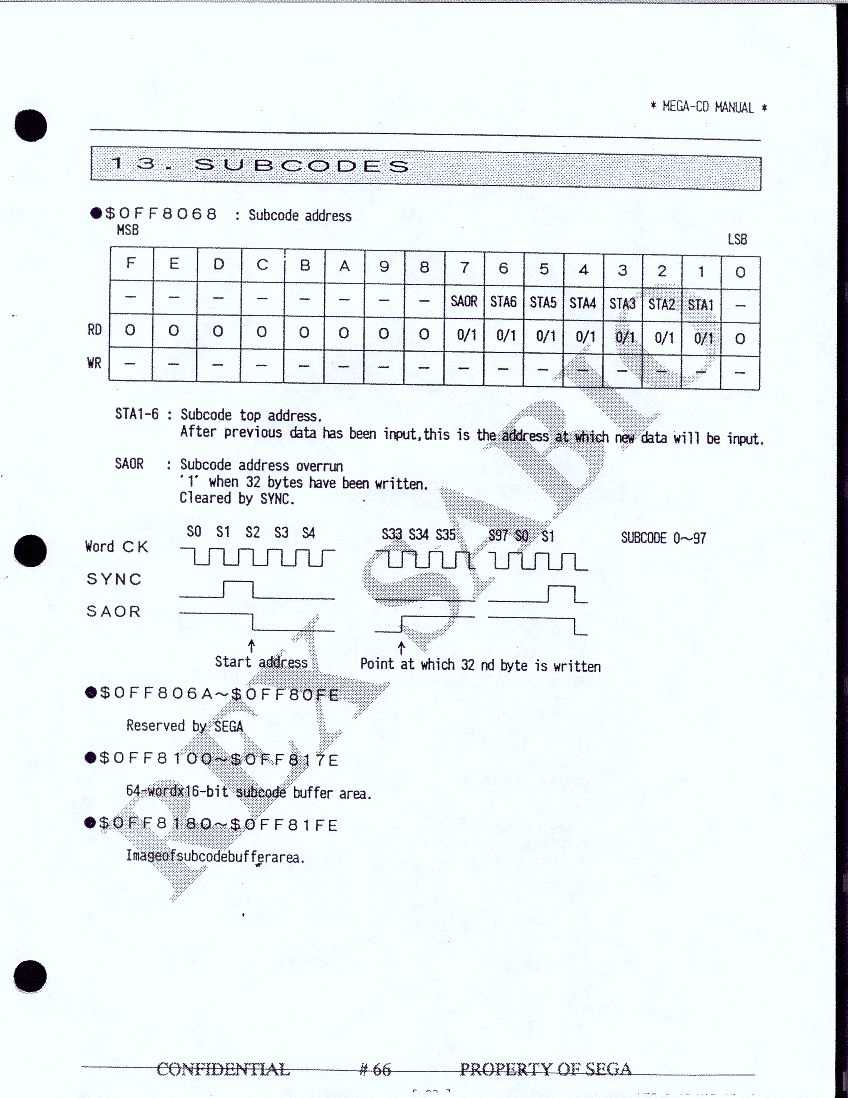 * MEGA-CD MANUAL *
13. SUBCODES
●$0FF8068 : Subcode address
MSB LSB
F E D C B A 9 8 7 6 5 4 3 2 1 0
– – – – – – – – SAOR STA6 STA5 STA4 STA3 STA2 STA1 –
RD 0 0 0 0 0 0 0 0 0/1 0/1 0/1 0/1 0/1 0/1 0/1 0
WR – – – – – – – – – – – – – – – –
STA1-6 : Subcode top address.
After previous data has been input,this is the address at which new data will be input.
SAOR : Subcode address overrun
'1' when 32 bytes have been written.
Cleared by SYNC.
S0 S1 S2 S3 S4 S33 S34 S35 S97 S0 S1 SUBCODE 0~97
Word CK
SYNC
SAOR
Start address Point at which 32 nd byte is written
●$0FF806A~$0FF80FE
Reserved by SEGA
●$0FF8100~$0FF817E
64-wordx16-bit subcode buffer area.
●$0FF8180~$0FF81FE
Imageofsubcodebufferarea.
REX SABIO
CONFIDENTIAL #66 PROPERTY OF SEGA